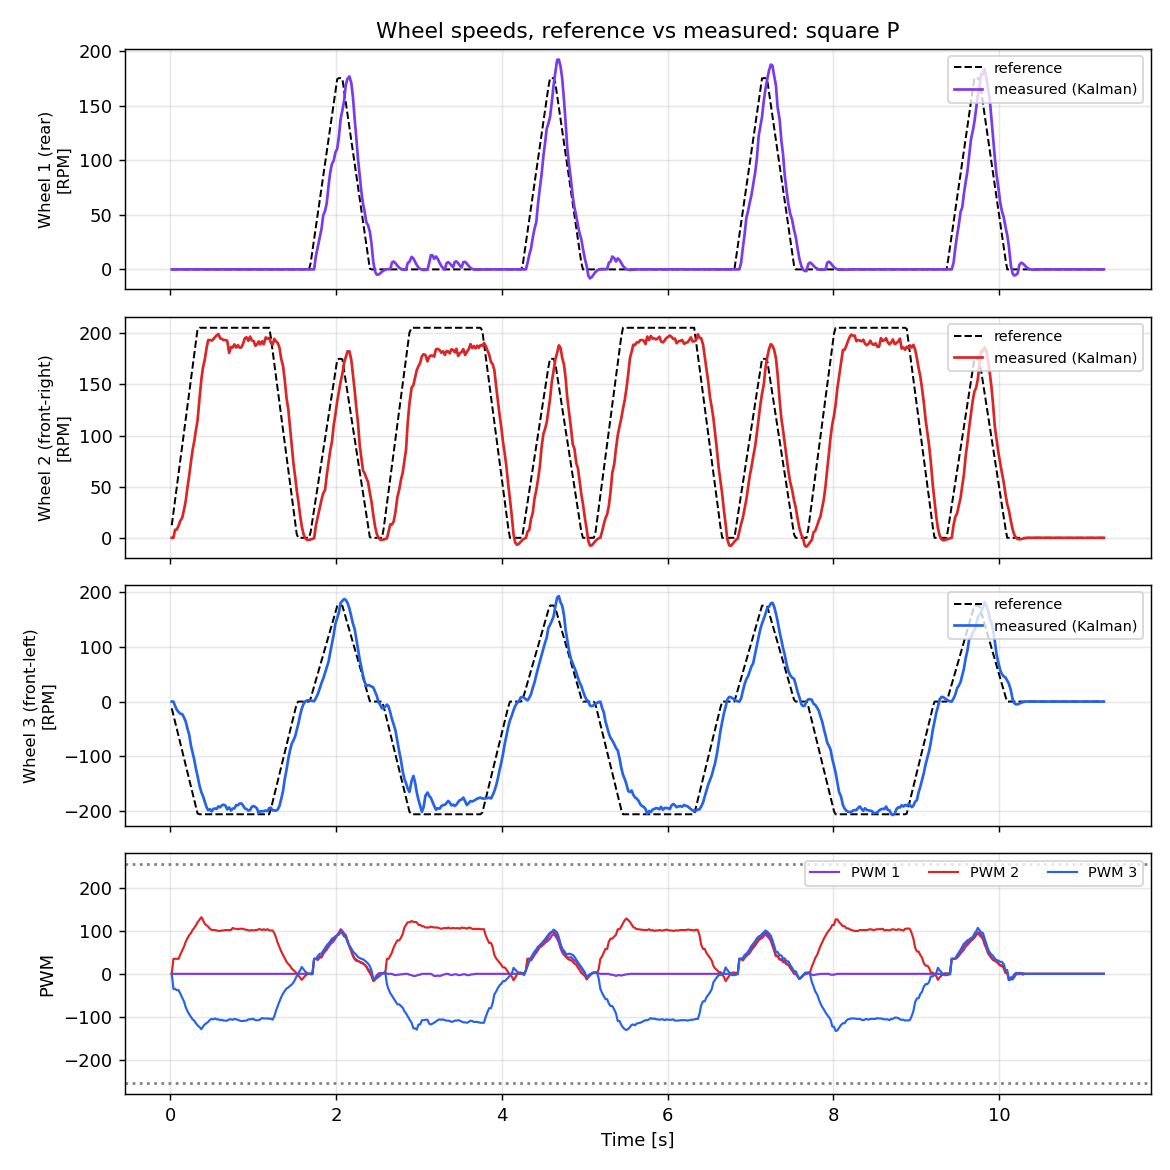 Wheel speeds, reference vs measured: square P
Wheel 1 (rear)
[RPM]
200
150
100
50
0
reference
measured (Kalman)
Wheel 2 (front-right)
[RPM]
200
150
100
50
0
reference
measured (Kalman)
Wheel 3 (front-left)
[RPM]
200
100
0
−100
−200
reference
measured (Kalman)
PWM
200
100
0
−100
−200
PWM 1 PWM 2 PWM 3
0 2 4 6 8 10
Time [s]